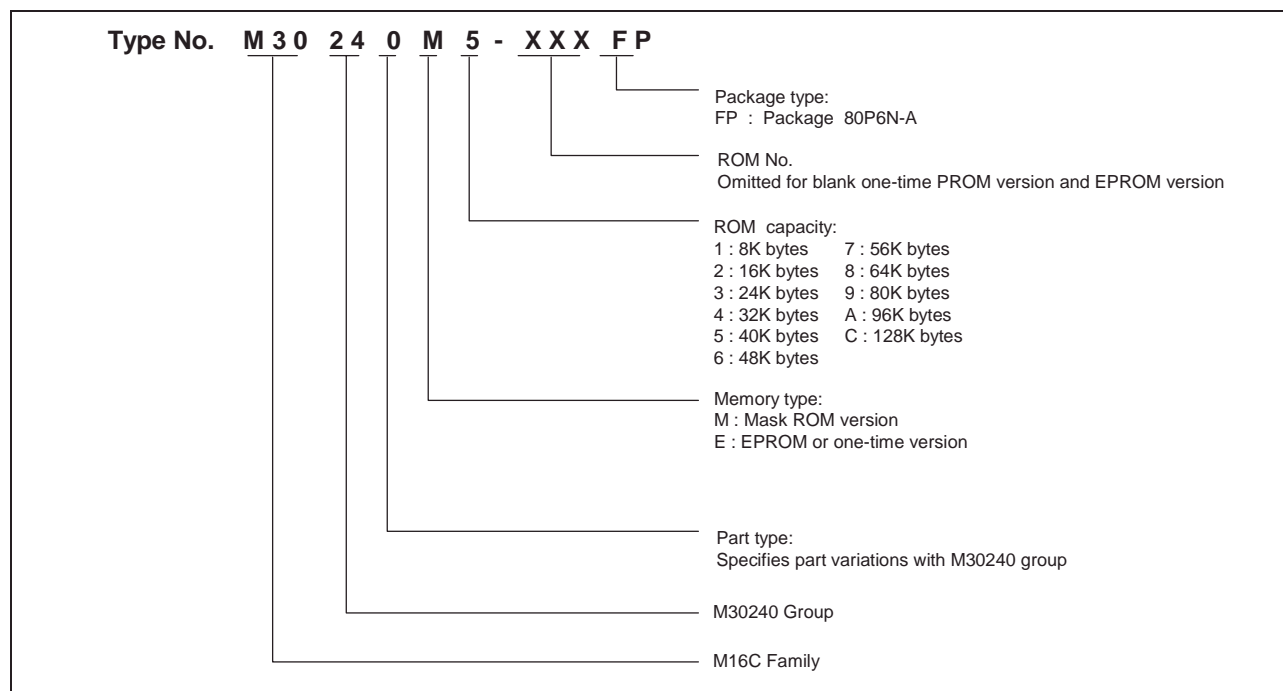 Type No. M 3 0 2 4 0 M 5 - X X X F P
Package type:
FP : Package 80P6N-A
ROM No.
Omitted for blank one-time PROM version and EPROM version
ROM capacity:
1 : 8K bytes 7 : 56K bytes
2 : 16K bytes 8 : 64K bytes
3 : 24K bytes 9 : 80K bytes
4 : 32K bytes A : 96K bytes
5 : 40K bytes C : 128K bytes
6 : 48K bytes
Memory type:
M : Mask ROM version
E : EPROM or one-time version
Part type:
Specifies part variations with M30240 group
M30240 Group
M16C Family